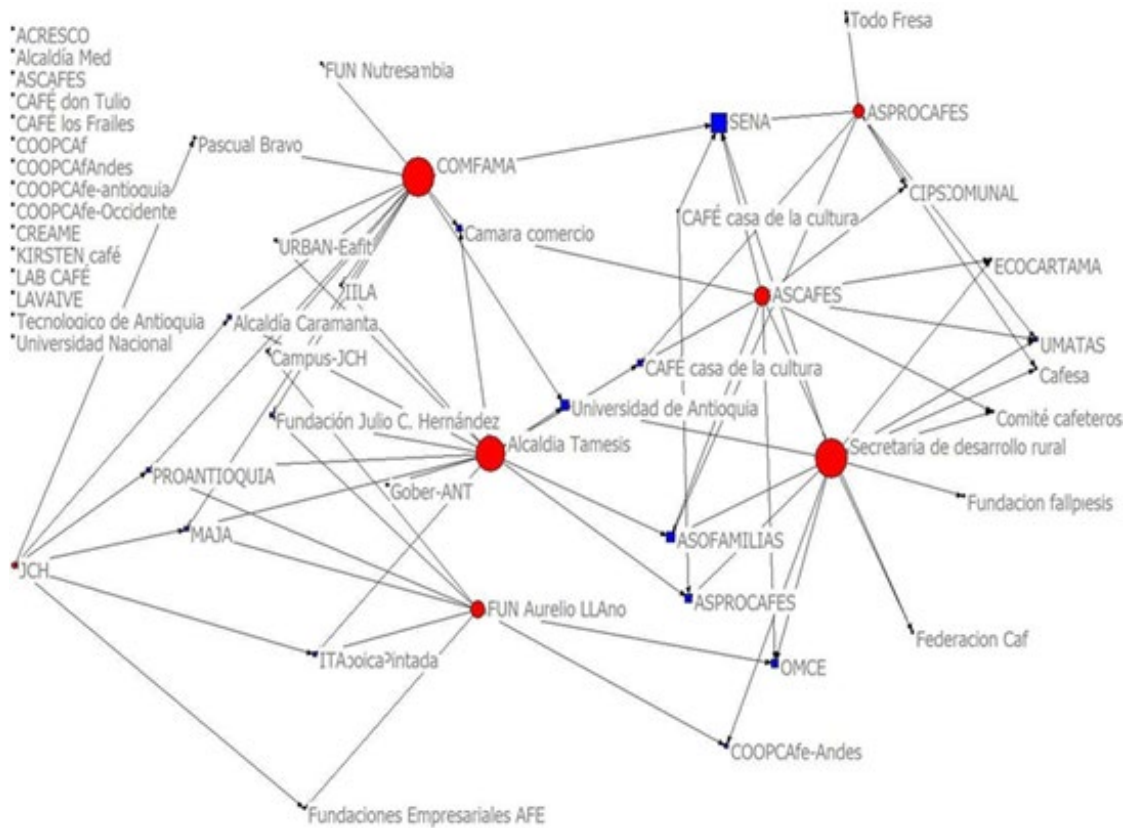 ACRESCO
Alcaldía Med
ASCAFES
CAFÉ don Tulio
CAFÉ los Frailes
COOPCAf
COOPCAfAndes
COOPCAfe-antioquia
COOPCAfe-Occidente
CREAME
KIRSTEN café
LAB CAFÉ
LAVAIVE
Tecnologico de Antioquia
Universidad Nacional
Todo Fresa
FUN Nutresa
SENA
ASPROCAFES
Pascual Bravo
COMFAMA
COMUNAL
CAFÉ casa de la cultura
Camara comercio
URBAN-Eafit
ECOCARTAMA
IILA
ASCAFES
Alcaldía Caramanta
UMATAS
Campus-JCH
CAFE casa de la cultura
Cafesa
Universidad de Antioquia
Comité cafeteros
Fundación Julio C. Hernández
Alcaldia Tamesis
Secretaria de desarrollo rural
PROANTIOQUIA
Gober-ANT
Fundacion
MAJA
ASOFAMILIAS
JCH
ASPROCAFES
FUN Aurelio LLAno
Federacion Caf
Pintada
OMCE
COOPCAfe-Andes
Fundaciones Empresariales AFE